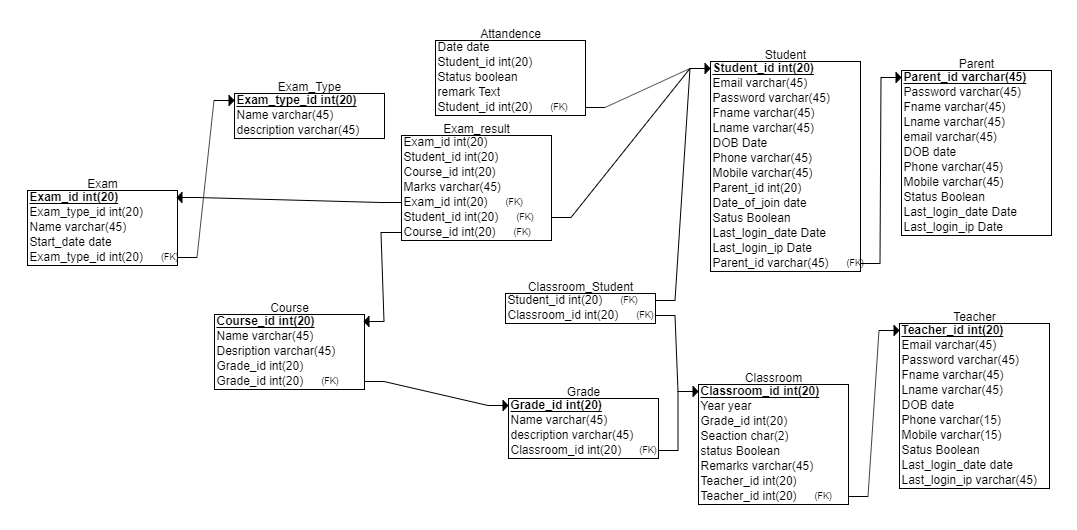 Attandence
Date date
Student_id int(20)
Status boolean
remark Text
Student_id int(20) (FK)
Student
Student_id int(20)
Email varchar(45)
Password varchar(45)
Fname varchar(45)
Lname varchar(45)
DOB Date
Phone varchar(45)
Mobile varchar(45)
Parent_id int(20)
Date_of_join date
Satus Boolean
Last_login_date Date
Last_login_ip Date
Parent_id varchar(45) (FK)
Parent
Parent_id varchar(45)
Password varchar(45)
Fname varchar(45)
Lname varchar(45)
email varchar(45)
DOB date
Phone varchar(45)
Mobile varchar(45)
Status Boolean
Last_login_date Date
Last_login_ip Date
Exam_Type
Exam_type_id int(20)
Name varchar(45)
description varchar(45)
Exam_result
Exam_id int(20)
Student_id int(20)
Course_id int(20)
Marks varchar(45)
Exam_id int(20) (FK)
Student_id int(20) (FK)
Course_id int(20) (FK)
Exam
Exam_id int(20)
Exam_type_id int(20)
Name varchar(45)
Start_date date
Exam_type_id int(20) (FK)
Classroom_Student
Student_id int(20) (FK)
Classroom_id int(20) (FK)
Course
Course_id int(20)
Name varchar(45)
Desription varchar(45)
Grade_id int(20)
Grade_id int(20) (FK)
Grade
Grade_id int(20)
Name varchar(45)
description varchar(45)
Classroom_id int(20) (FK)
Classroom
Classroom_id int(20)
Year year
Grade_id int(20)
Seaction char(2)
status Boolean
Remarks varchar(45)
Teacher_id int(20)
Teacher_id int(20) (FK)
Teacher
Teacher_id int(20)
Email varchar(45)
Password varchar(45)
Fname varchar(45)
Lname varchar(45)
DOB date
Phone varchar(15)
Mobile varchar(15)
Satus Boolean
Last_login_date date
Last_login_ip varchar(45)